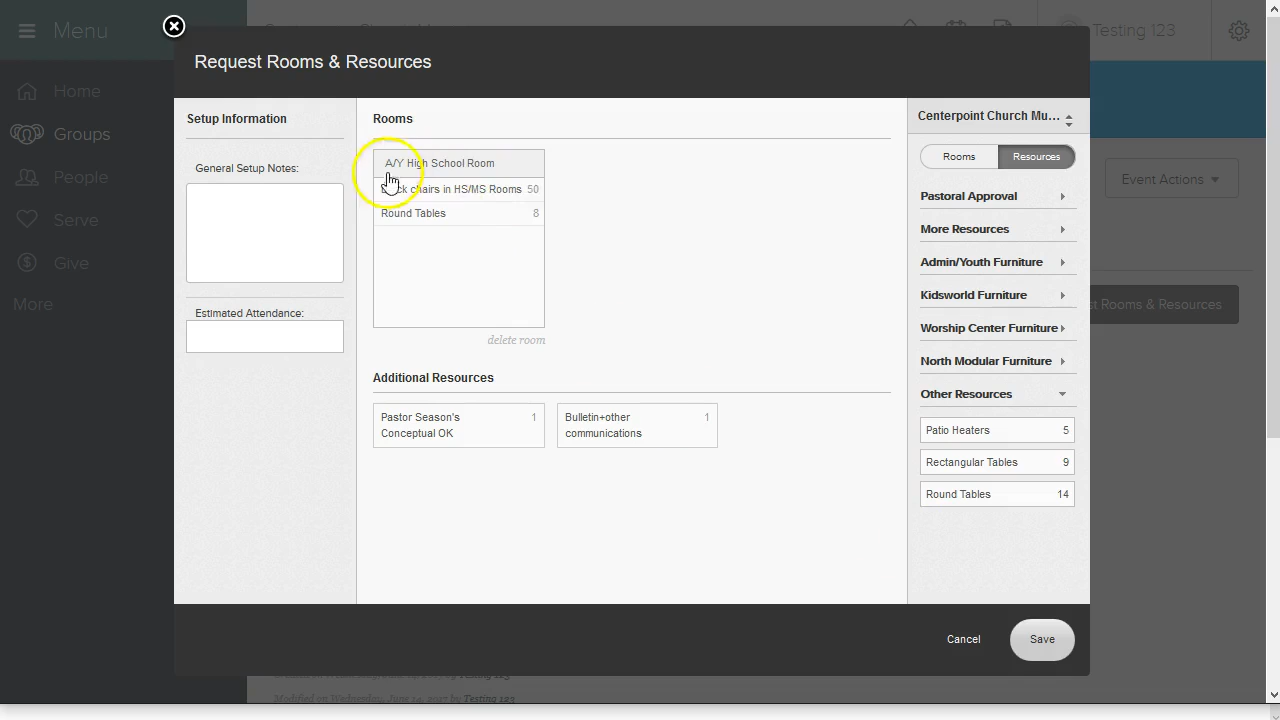 Menu
Testing 123
Home
Groups
People
Serve
Give
More
Event Actions
st Rooms & Resources
Request Rooms & Resources
Setup Information
General Setup Notes:
Estimated Attendance:
Rooms
A/Y High School Room
chairs in HS/MS Rooms 50
Round Tables 8
delete room
Additional Resources
Pastor Season's 1
Conceptual OK
Bulletin+other 1
communications
Centerpoint Church Mu...
Rooms
Resources
Pastoral Approval
More Resources
Admin/Youth Furniture
Kidsworld Furniture
Worship Center Furniture
North Modular Furniture
Other Resources
Patio Heaters 5
Rectangular Tables 9
Round Tables 14
Cancel
Save
Modified on Wednesday, June 14, 2017 by Testing 123